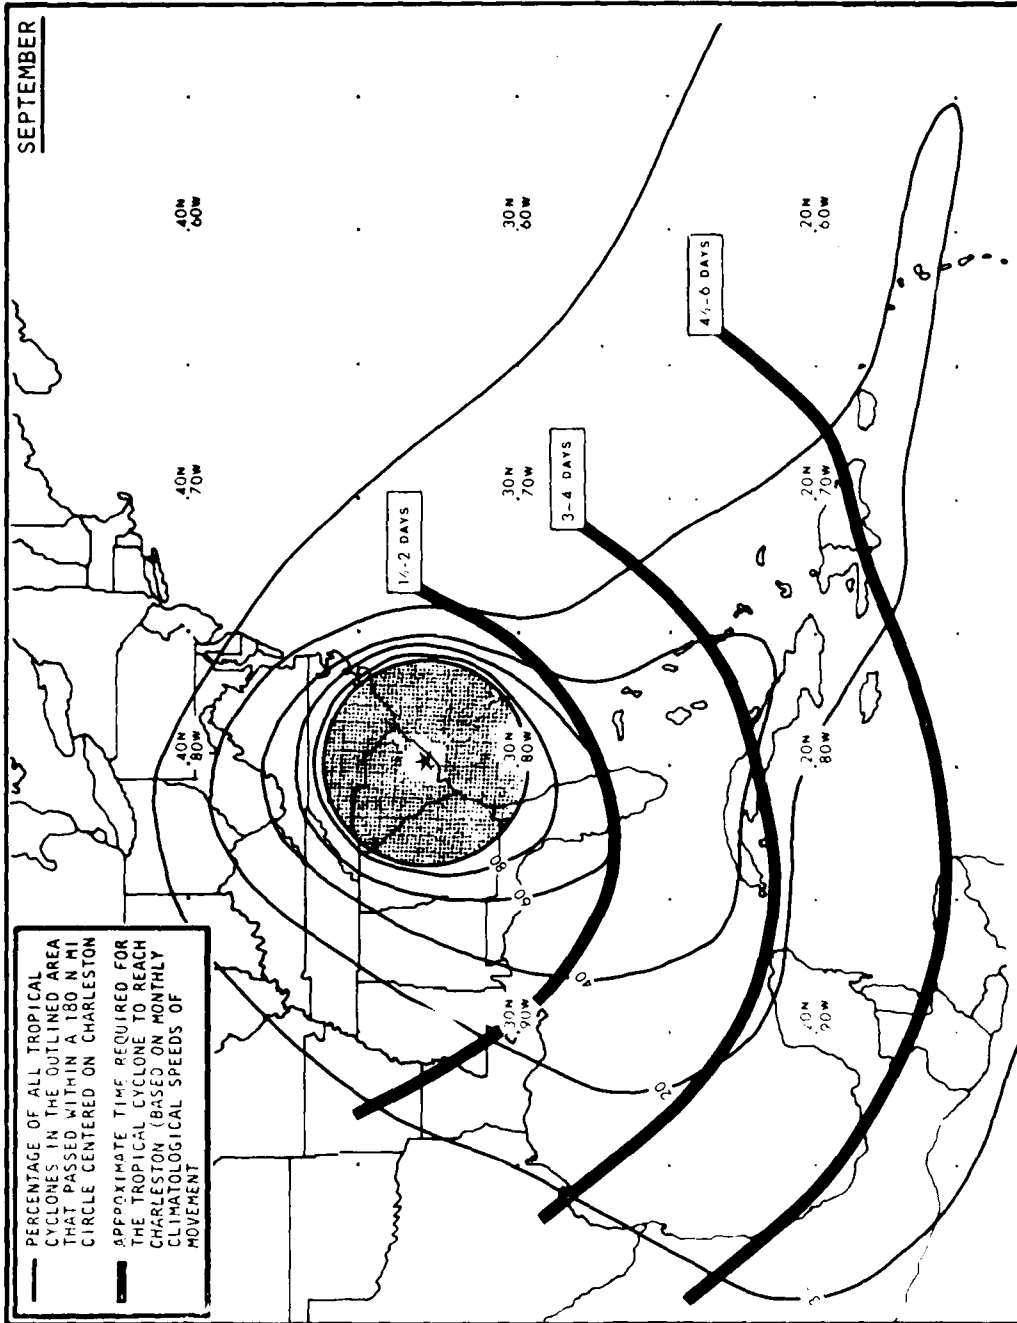 SEPTEMBER
PERCENTAGE OF ALL TROPICAL
CYCLONES IN THE OUTLINED AREA
THAT PASSED WITHIN A 180 N MI
CIRCLE CENTERED ON CHARLESTON
APPROXIMATE TIME REQUIRED FOR
THE TROPICAL CYCLONE TO REACH
CHARLESTON (BASED ON MONTHLY
CLIMATOLOGICAL SPEEDS OF
MOVEMENT
40N
90W
40N
80W
40N
70W
40N
60W
30N
90W
30N
80W
30N
70W
30N
60W
20N
90W
20N
80W
20N
70W
20N
60W
1½-2 DAYS
3-4 DAYS
4½-6 DAYS
80
60
40
20